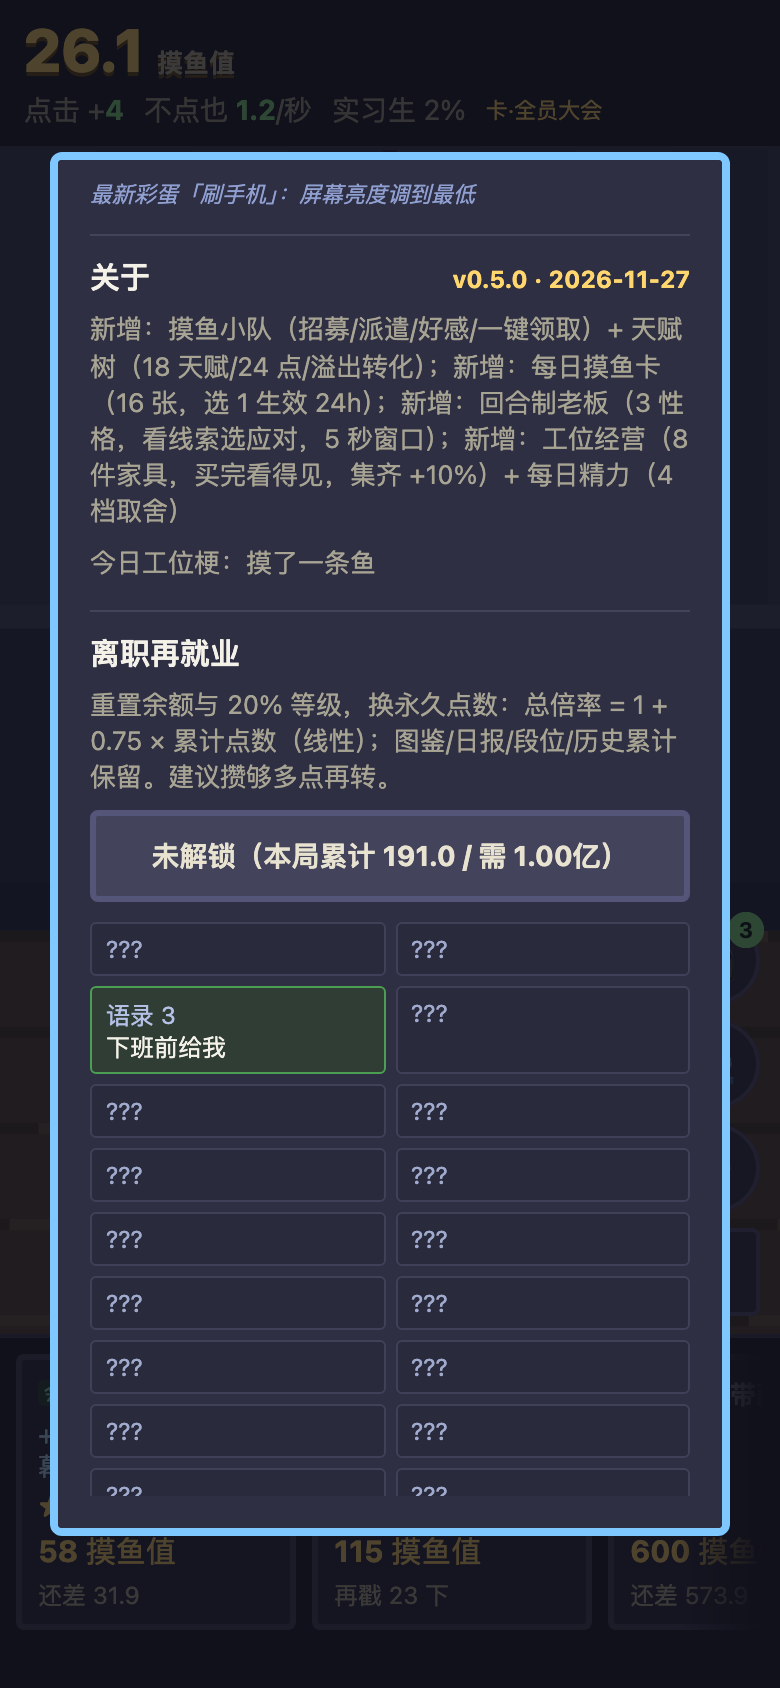 26.1 摸鱼值
点击 +4 不点也 1.2/秒 实习生 2% 卡·全员大会
最新彩蛋「刷手机」：屏幕亮度调到最低
关于 v0.5.0 · 2026-11-27
新增：摸鱼小队（招募/派遣/好感/一键领取）+ 天赋
树（18 天赋/24 点/溢出转化）；新增：每日摸鱼卡
（16 张，选 1 生效 24h）；新增：回合制老板（3 性
格，看线索选应对，5 秒窗口）；新增：工位经营（8
件家具，买完看得见，集齐 +10%）+ 每日精力（4
档取舍）
今日工位梗：摸了一条鱼
离职再就业
重置余额与 20% 等级，换永久点数：总倍率 = 1 +
0.75 × 累计点数（线性）；图鉴/日报/段位/历史累计
保留。建议攒够多点再转。
未解锁（本局累计 191.0 / 需 1.00亿）
??? ???
3
语录 3
下班前给我
???
??? ???
??? ???
??? ???
??? ???
??? ???
??? ???
??? ???
58 摸鱼值 115 摸鱼值 600 摸鱼
还差 31.9 再戳 23 下 还差 573.9